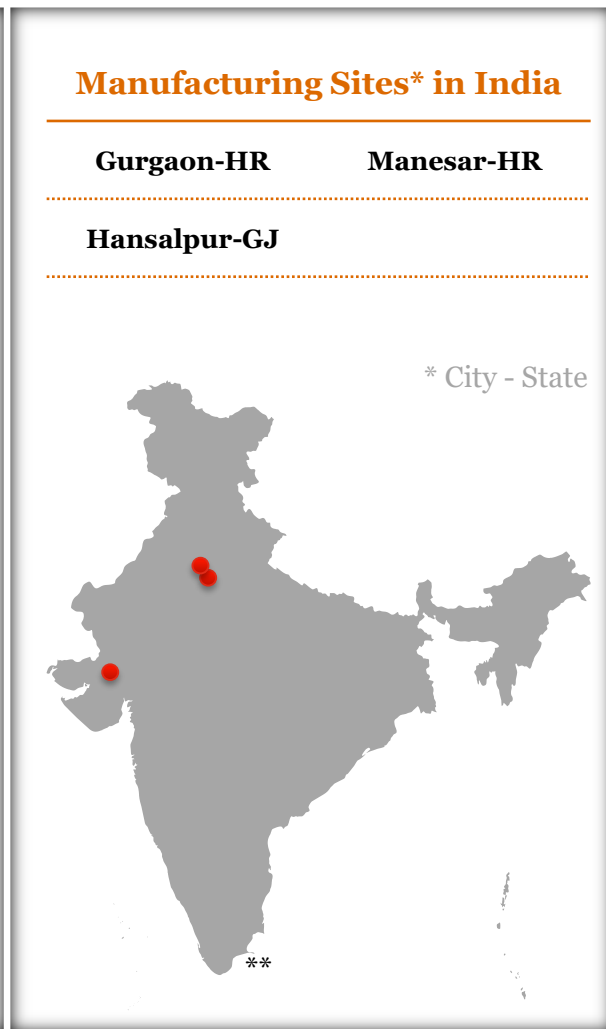 Manufacturing Sites* in India
Gurgaon-HR Manesar-HR
Hansalpur-GJ
* City - State
**